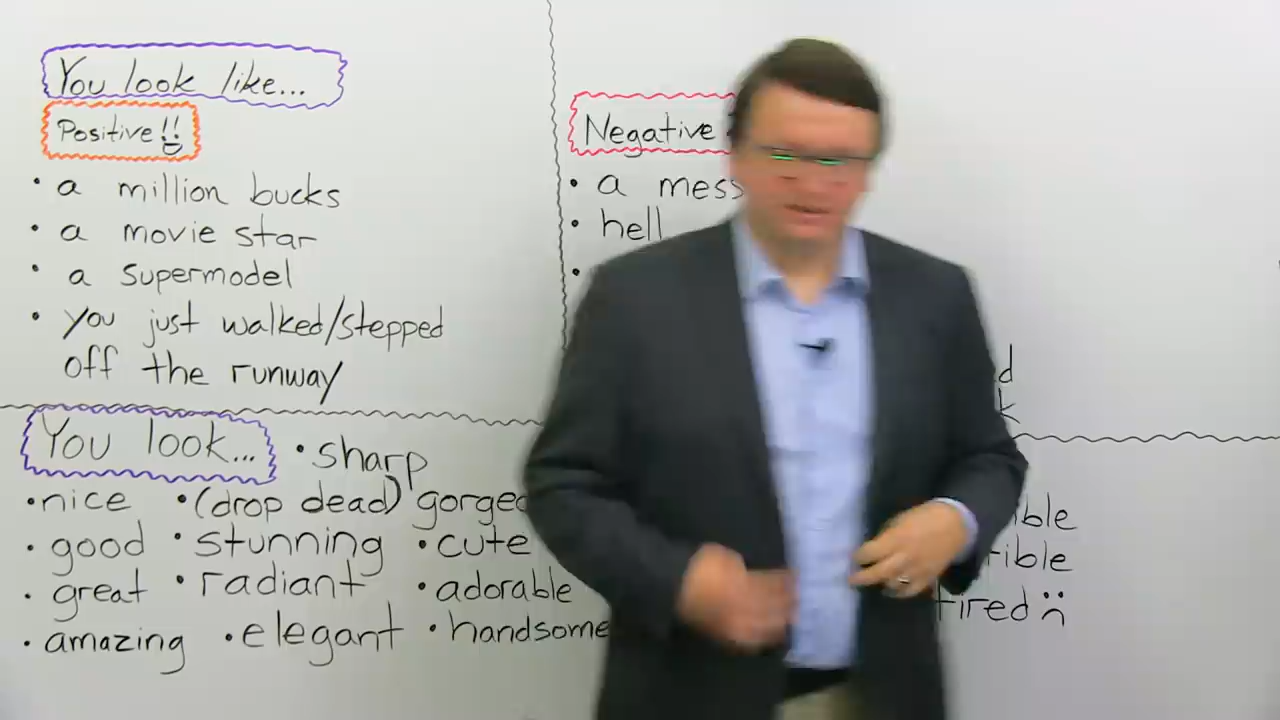 You look like...
Positive!!
• a million bucks
• a movie star
• a supermodel
• you just walked/stepped
off the runway
Negative
• a mess
• hell
You look...
• sharp
• nice • (drop dead)
• good • stunning • cute
• great • radiant • adorable
• amazing • elegant • handsome
tired :(